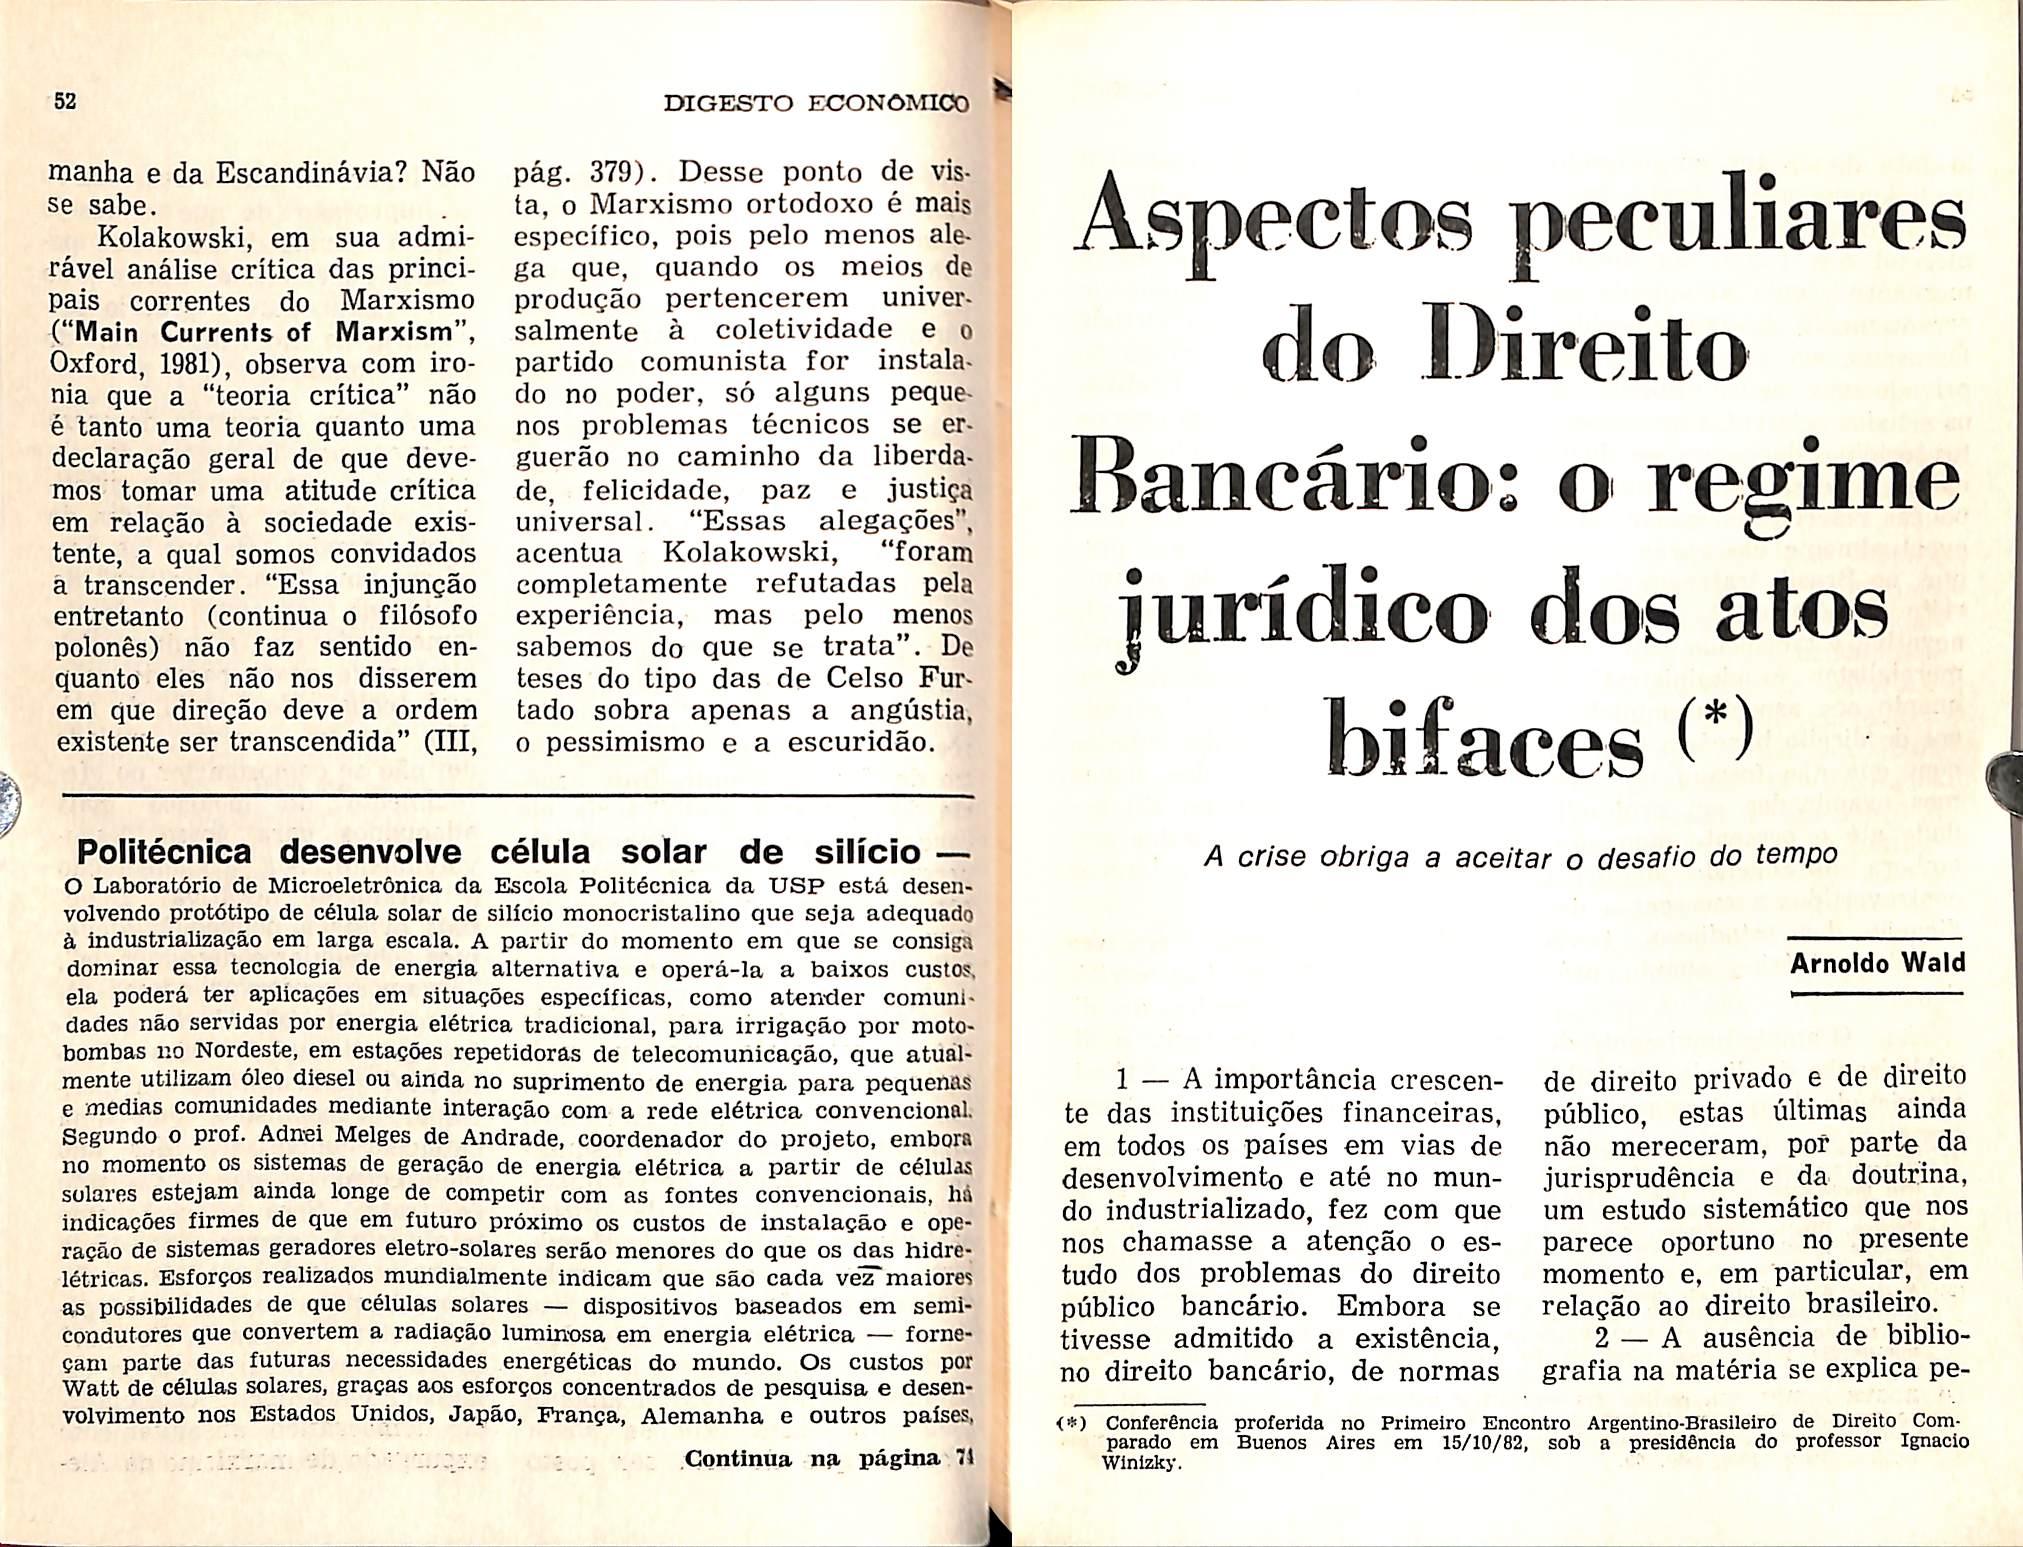 52
DIGESTO ECONÔMICO
manha e da Escandinávia? Não
se sabe.
Kolakowski, em sua admi-
rável análise crítica das princi-
pais correntes do Marxismo
("Main Currents of Marxism",
Oxford, 1981), observa com iro-
nia que a "teoria crítica" não
é tanto uma teoria quanto uma
declaração geral de que deve-
mos tomar uma atitude crítica
em relação à sociedade exis-
tente, a qual somos convidados
a transcender. "Essa injunção
entretanto (continua o filósofo
polonês) não faz sentido en-
quanto eles não nos disserem
em que direção deve a ordem
existente ser transcendida" (III,
pág. 379). Desse ponto de vis-
ta, o Marxismo ortodoxo é mais
específico, pois pelo menos ale-
ga que, quando os meios de
produção pertencerem univer-
salmente à coletividade e o
partido comunista for instala-
do no poder, só alguns peque-
nos problemas técnicos se er-
guerão no caminho da liberda-
de, felicidade, paz e justiça
universal. "Essas alegações",
acentua Kolakowski, "foram
completamente refutadas pela
experiência, mas pelo menos
sabemos do que se trata". De
teses do tipo das de Celso Fur-
tado sobra apenas a angústia,
o pessimismo e a escuridão.
Politécnica desenvolve célula solar de silício —
O Laboratório de Microeletrônica da Escola Politécnica da USP está desen-
volvendo protótipo de célula solar de silício monocristalino que seja adequado
à industrialização em larga escala. A partir do momento em que se consiga
dominar essa tecnologia de energia alternativa e operá-la a baixos custos,
ela poderá ter aplicações em situações específicas, como atender comuni-
dades não servidas por energia elétrica tradicional, para irrigação por moto-
bombas no Nordeste, em estações repetidoras de telecomunicação, que atual-
mente utilizam óleo diesel ou ainda no suprimento de energia para pequenas
e medias comunidades mediante interação com a rede elétrica convencional.
Segundo o prof. Adnei Melges de Andrade, coordenador do projeto, embora
no momento os sistemas de geração de energia elétrica a partir de células
solares estejam ainda longe de competir com as fontes convencionais, há
indicações firmes de que em futuro próximo os custos de instalação e ope-
ração de sistemas geradores eletro-solares serão menores do que os das hidre-
létricas. Esforços realizados mundialmente indicam que são cada vez maiores
as possibilidades de que células solares — dispositivos baseados em semi-
condutores que convertem a radiação luminosa em energia elétrica — forne-
çam parte das futuras necessidades energéticas do mundo. Os custos por
Watt de células solares, graças aos esforços concentrados de pesquisa e desen-
volvimento nos Estados Unidos, Japão, França, Alemanha e outros países,
Continua na página 74
Aspectos peculiares
do Direito
Bancário: o regime
jurídico dos atos
bifaces (*)
A crise obriga a aceitar o desafio do tempo
Arnoldo Wald
1 — A importância crescen-
te das instituições financeiras,
em todos os países em vias de
desenvolvimento e até no mun-
do industrializado, fez com que
nos chamasse a atenção o es-
tudo dos problemas do direito
público bancário. Embora se
tivesse admitido a existência,
no direito bancário, de normas
de direito privado e de direito
público, estas últimas ainda
não mereceram, por parte da
jurisprudência e da doutrina,
um estudo sistemático que nos
parece oportuno no presente
momento e, em particular, em
relação ao direito brasileiro.
2 — A ausência de biblio-
grafia na matéria se explica pe-
(*) Conferência proferida no Primeiro Encontro Argentino-Brasileiro de Direito Com-
parado em Buenos Aires em 15/10/82, sob a presidência do professor Ignacio
Winizky.